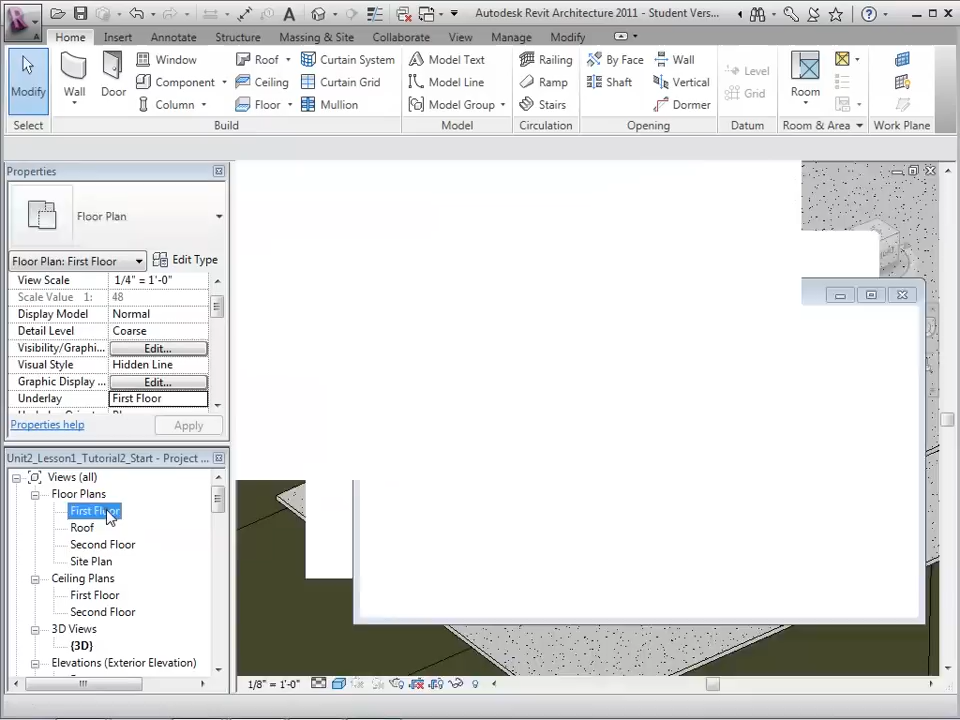 Autodesk Revit Architecture 2011 - Student Vers...
Home Insert Annotate Structure Massing & Site Collaborate View Manage Modify
Modify Wall Door Window Component Column Roof Ceiling Floor Curtain System Curtain Grid Mullion Model Text Model Line Model Group Railing Ramp Stairs By Face Shaft Wall Vertical Dormer Level Grid Room
Select Build Model Circulation Opening Datum Room & Area Work Plane
Properties
Floor Plan
Floor Plan: First Floor Edit Type
View Scale 1/4" = 1'-0"
Scale Value 1: 48
Display Model Normal
Detail Level Coarse
Visibility/Graphi... Edit...
Visual Style Hidden Line
Graphic Display ... Edit...
Underlay First Floor
Properties help Apply
Unit2_Lesson1_Tutorial2_Start - Project ...
Views (all)
Floor Plans
First Floor
Roof
Second Floor
Site Plan
Ceiling Plans
First Floor
Second Floor
3D Views
{3D}
Elevations (Exterior Elevation)
1/8" = 1'-0"